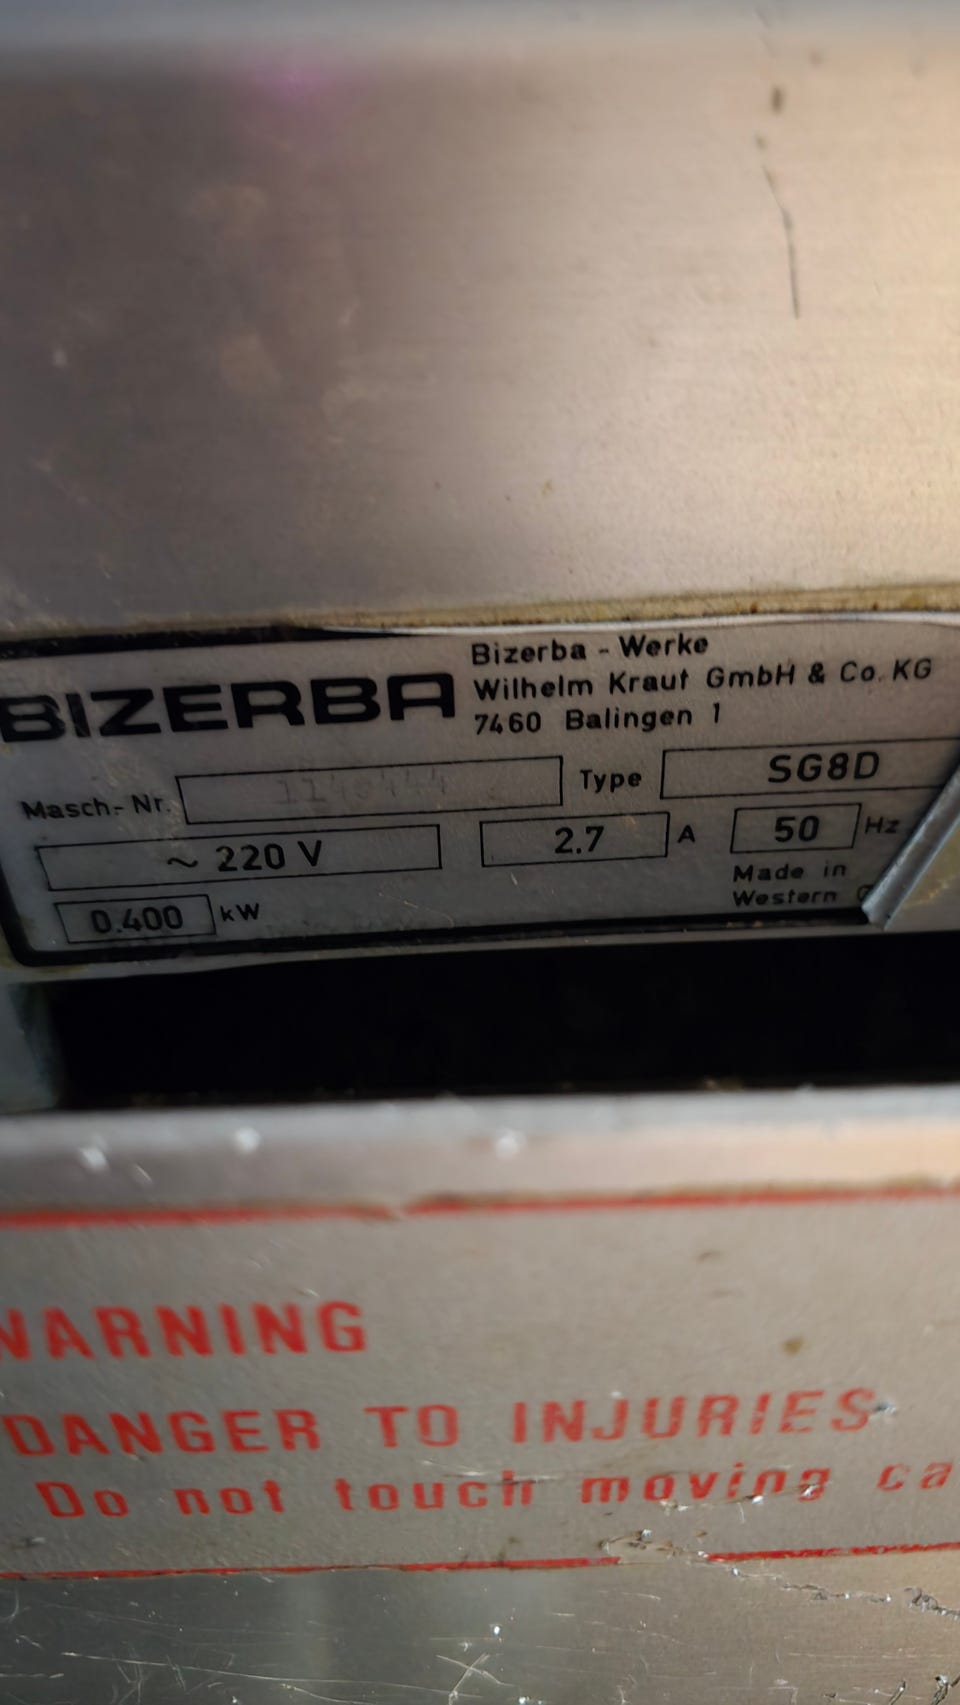 BIZERBA
Bizerba - Werke
Wilhelm Kraut GmbH & Co. KG
7460 Balingen 1
Masch.- Nr.
Type SG8D
~ 220 V 2.7 A 50 Hz
0.400 kW
Made in
Western
WARNING
DANGER TO INJURIES
Do not touch moving